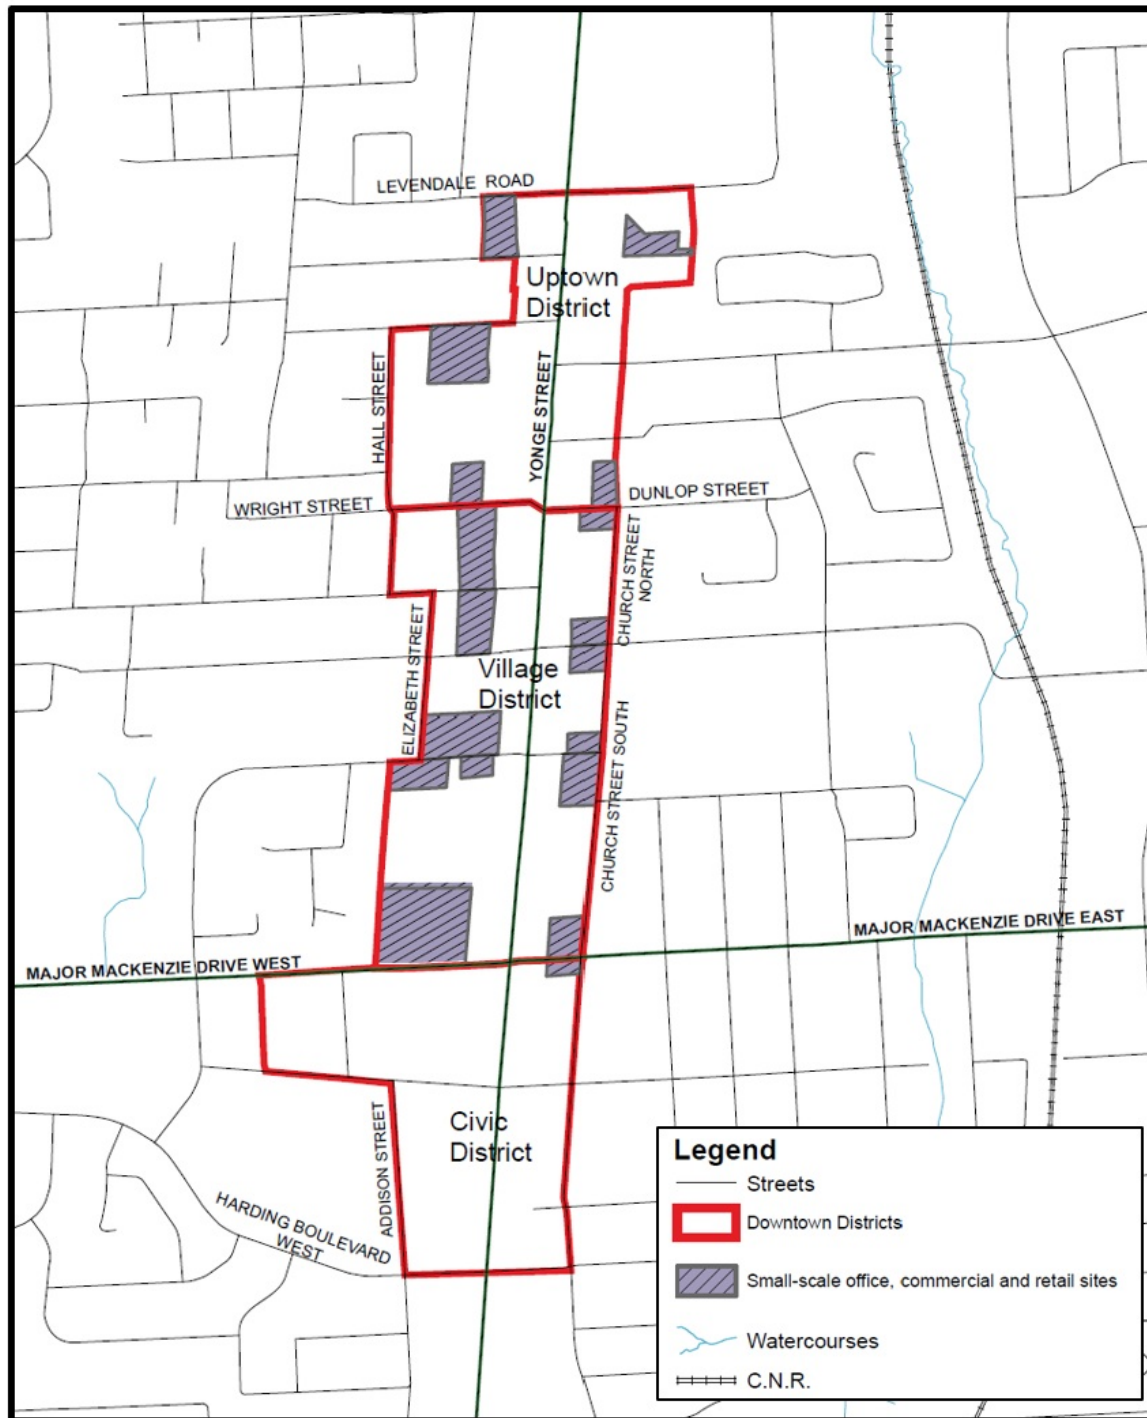 LEVENDALE ROAD
Uptown
District
HALL STREET
YONGE STREET
WRIGHT STREET
DUNLOP STREET
CHURCH STREET
NORTH
ELIZABETH STREET
Village
District
CHURCH STREET SOUTH
MAJOR MACKENZIE DRIVE EAST
MAJOR MACKENZIE DRIVE WEST
Civic
District
ADDISON STREET
HARDING BOULEVARD
WEST
Legend
Streets
Downtown Districts
Small-scale office, commercial and retail sites
Watercourses
C.N.R.